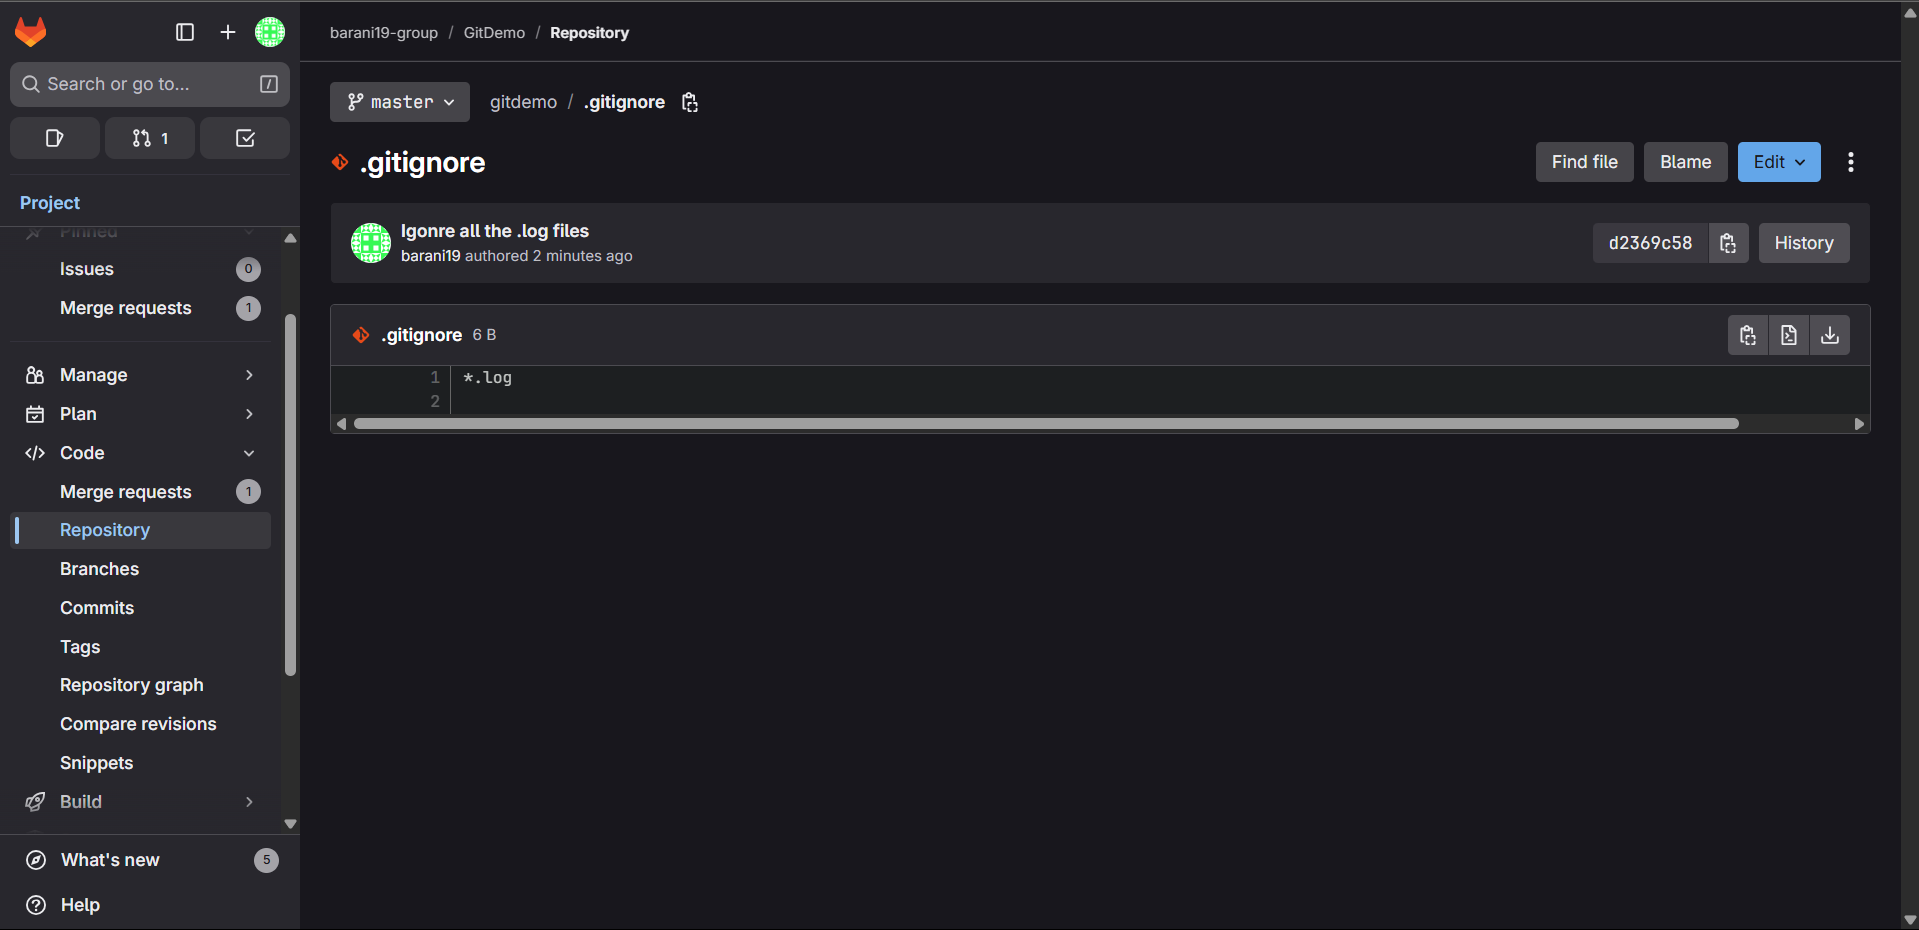 barani19-group / GitDemo / Repository
Search or go to...
/
1
Project
Pinned
Issues 0
Merge requests 1
Manage
Plan
Code
Merge requests 1
Repository
Branches
Commits
Tags
Repository graph
Compare revisions
Snippets
Build
What's new 5
Help
master
gitdemo / .gitignore
.gitignore
Find file
Blame
Edit
Igonre all the .log files
barani19 authored 2 minutes ago
d2369c58
History
.gitignore 6 B
1 *.log
2